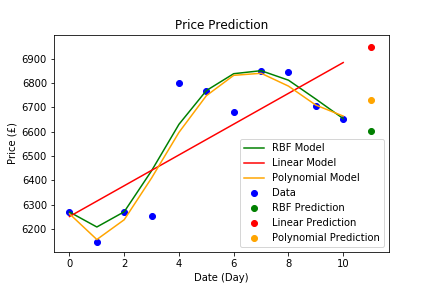 Price Prediction
Price (£)
6900
6800
6700
6600
6500
6400
6300
6200
0
2
4
6
8
10
Date (Day)
RBF Model
Linear Model
Polynomial Model
Data
RBF Prediction
Linear Prediction
Polynomial Prediction